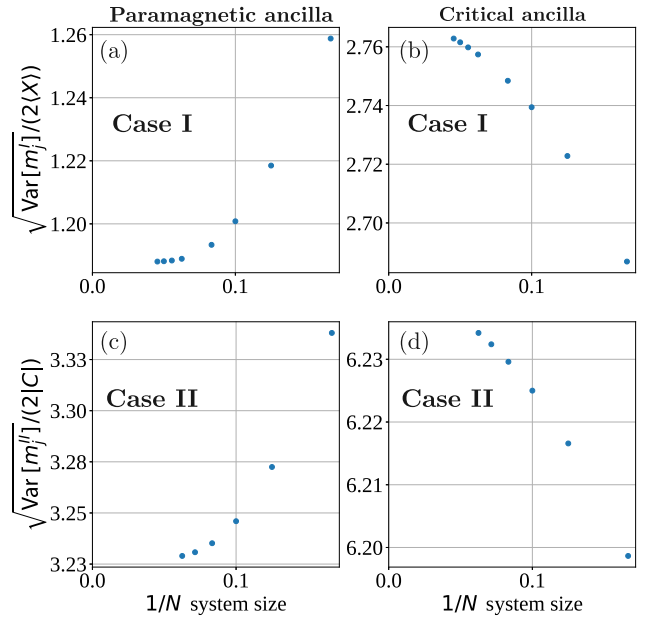 Paramagnetic ancilla
Critical ancilla
(a)
Case I
1.26
1.24
1.22
1.20
0.0
0.1
√Var[m_j^I]/(2⟨X⟩)
(b)
Case I
2.76
2.74
2.72
2.70
0.0
0.1
(c)
Case II
3.33
3.30
3.28
3.25
3.23
0.0
0.1
√Var[m_j^II]/(2|C|)
1/N system size
(d)
Case II
6.23
6.22
6.21
6.20
0.0
0.1
1/N system size